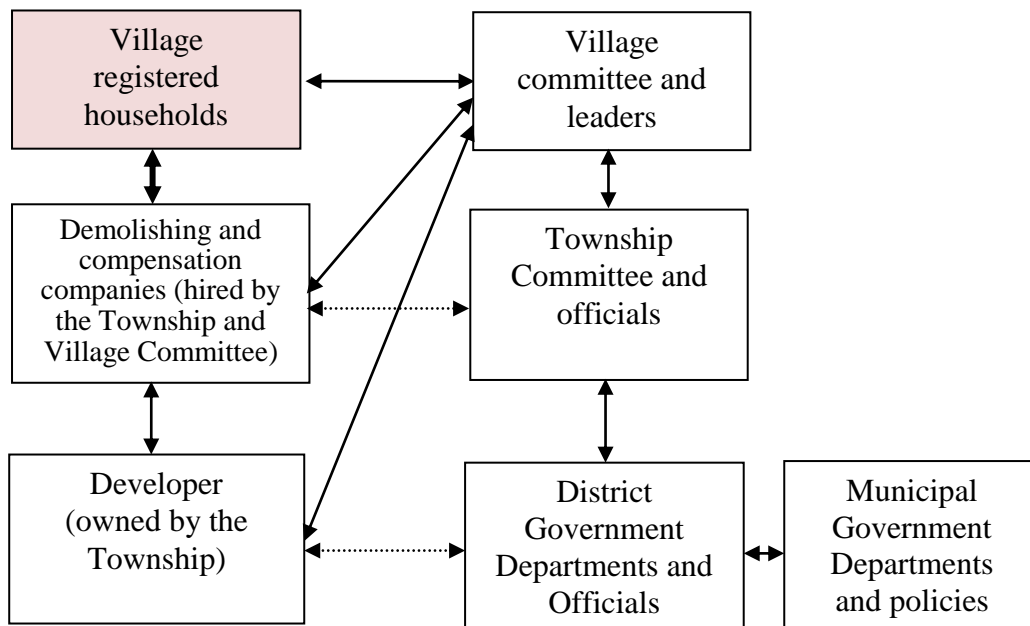 Village
registered
households
Village
committee and
leaders
Demolishing and
compensation
companies (hired by
the Township and
Village Committee)
Township
Committee and
officials
Developer
(owned by the
Township)
District
Government
Departments and
Officials
Municipal
Government
Departments
and policies